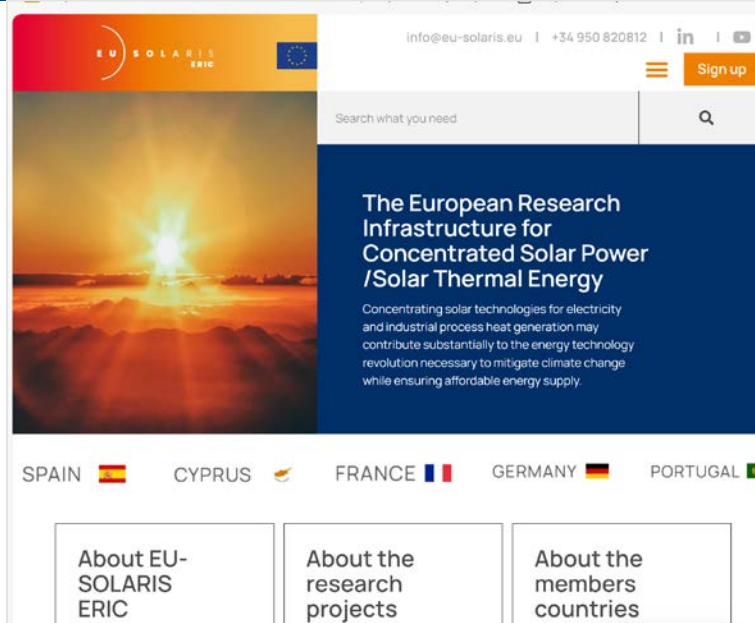 EU SOLARIS
ERIC
info@eu-solaris.eu | +34 950 820812 |
Sign up
Search what you need
The European Research
Infrastructure for
Concentrated Solar Power
/Solar Thermal Energy
Concentrating solar technologies for electricity
and industrial process heat generation may
contribute substantially to the energy technology
revolution necessary to mitigate climate change
while ensuring affordable energy supply.
SPAIN CYPRUS FRANCE GERMANY PORTUGAL
About EU-
SOLARIS
ERIC
About the
research
projects
About the
members
countries